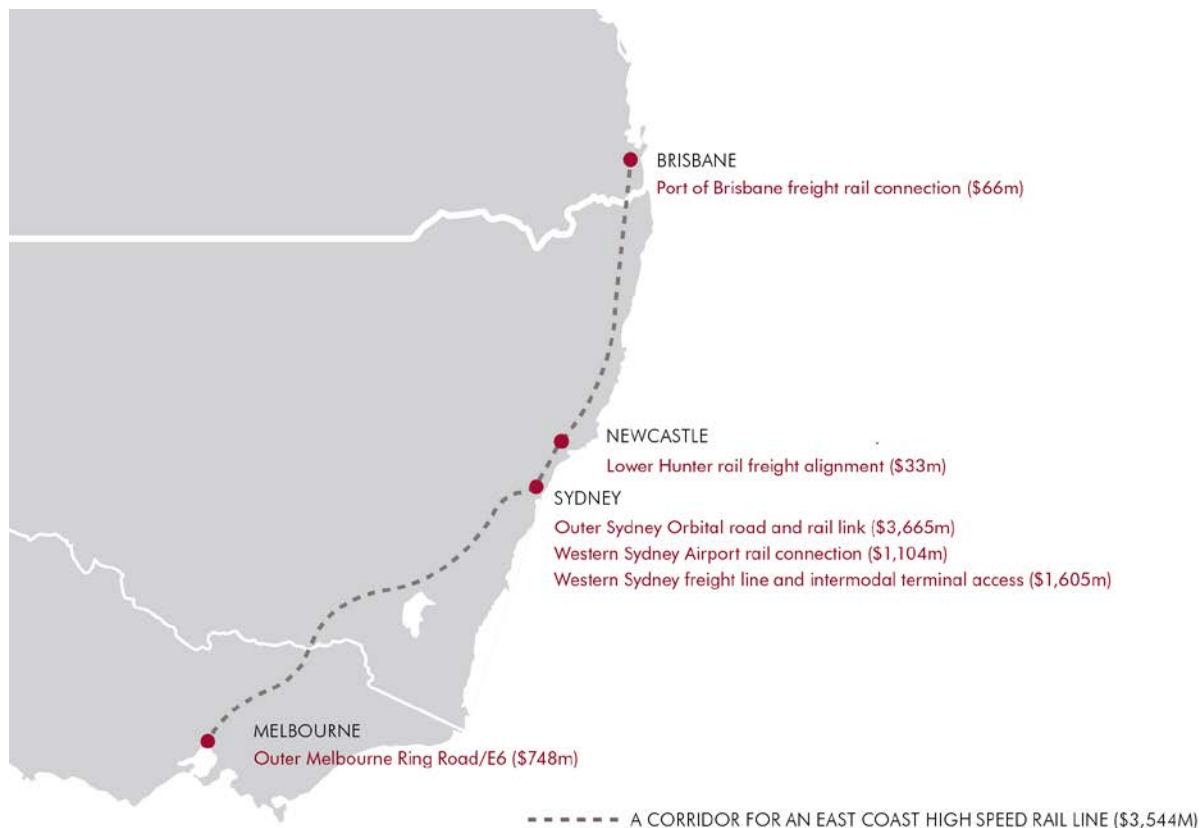 BRISBANE
Port of Brisbane freight rail connection ($66m)
NEWCASTLE
Lower Hunter rail freight alignment ($33m)
SYDNEY
Outer Sydney Orbital road and rail link ($3,665m)
Western Sydney Airport rail connection ($1,104m)
Western Sydney freight line and intermodal terminal access ($1,605m)
MELBOURNE
Outer Melbourne Ring Road/E6 ($748m)
A CORRIDOR FOR AN EAST COAST HIGH SPEED RAIL LINE ($3,544M)